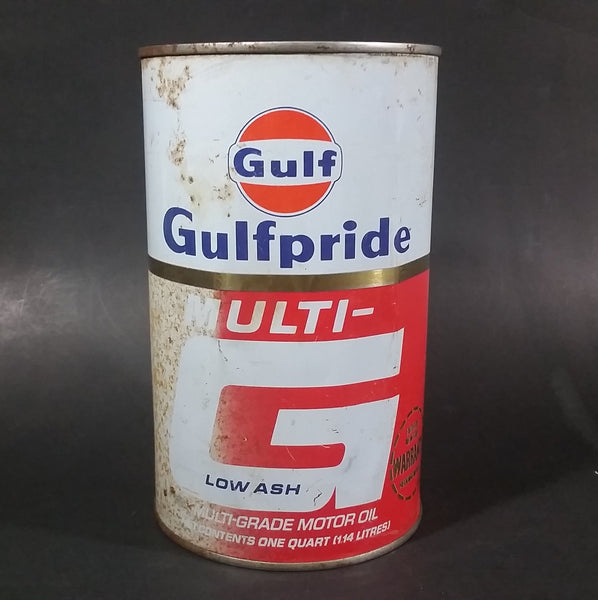 Gulf
Gulfpride
MULTI-
G
LOW ASH
MULTI-GRADE MOTOR OIL
CONTENTS ONE QUART (1.14 LITRES)